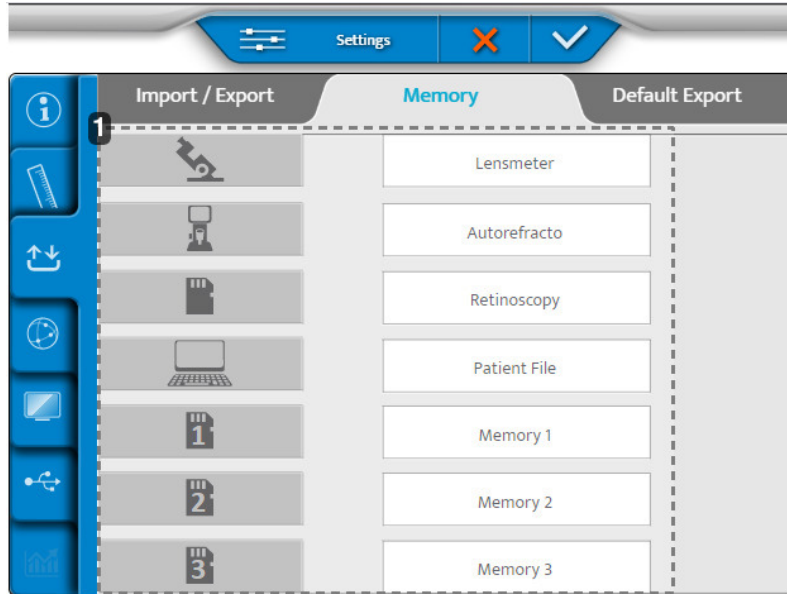 Settings
Import / Export
Memory
Default Export
1
Lensmeter
Autorefracto
Retinoscopy
Patient File
1
Memory 1
2
Memory 2
3
Memory 3